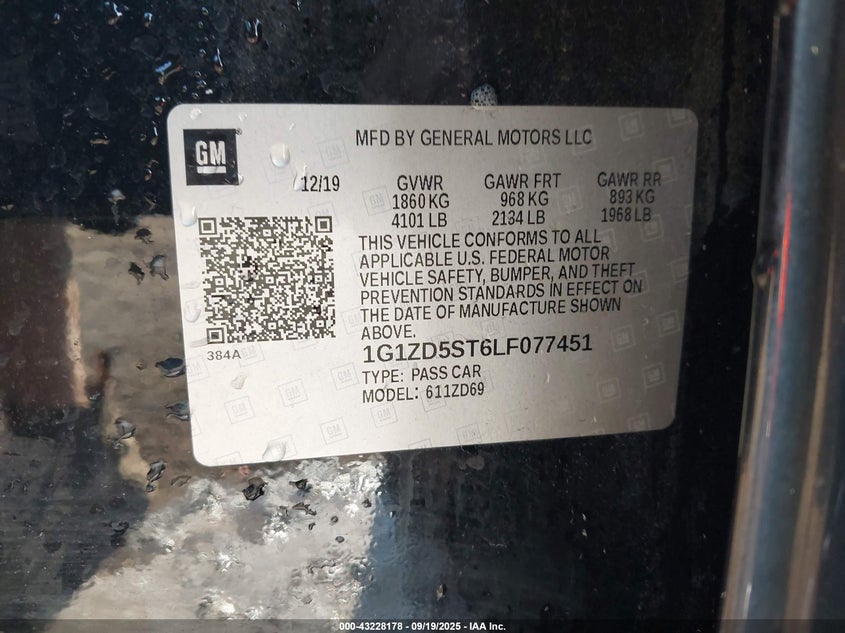 GM
MFD BY GENERAL MOTORS LLC
12/19 GVWR GAWR FRT GAWR RR
1860 KG 968 KG 893 KG
4101 LB 2134 LB 1968 LB
THIS VEHICLE CONFORMS TO ALL
APPLICABLE U.S. FEDERAL MOTOR
VEHICLE SAFETY, BUMPER, AND THEFT
PREVENTION STANDARDS IN EFFECT ON
THE DATE OF MANUFACTURE SHOWN
ABOVE.
384A
1G1ZD5ST6LF077451
TYPE: PASS CAR
MODEL: 611ZD69
000-43228178 - 09/19/2025 - IAA Inc.